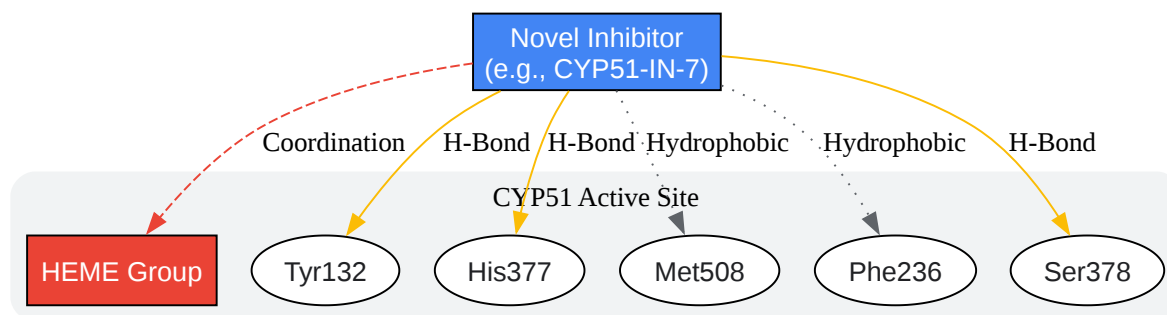 Novel Inhibitor
(e.g., CYP51-IN-7)
Coordination
H-Bond
H-Bond
Hydrophobic
Hydrophobic
H-Bond
CYP51 Active Site
HEME Group
Tyr132
His377
Met508
Phe236
Ser378